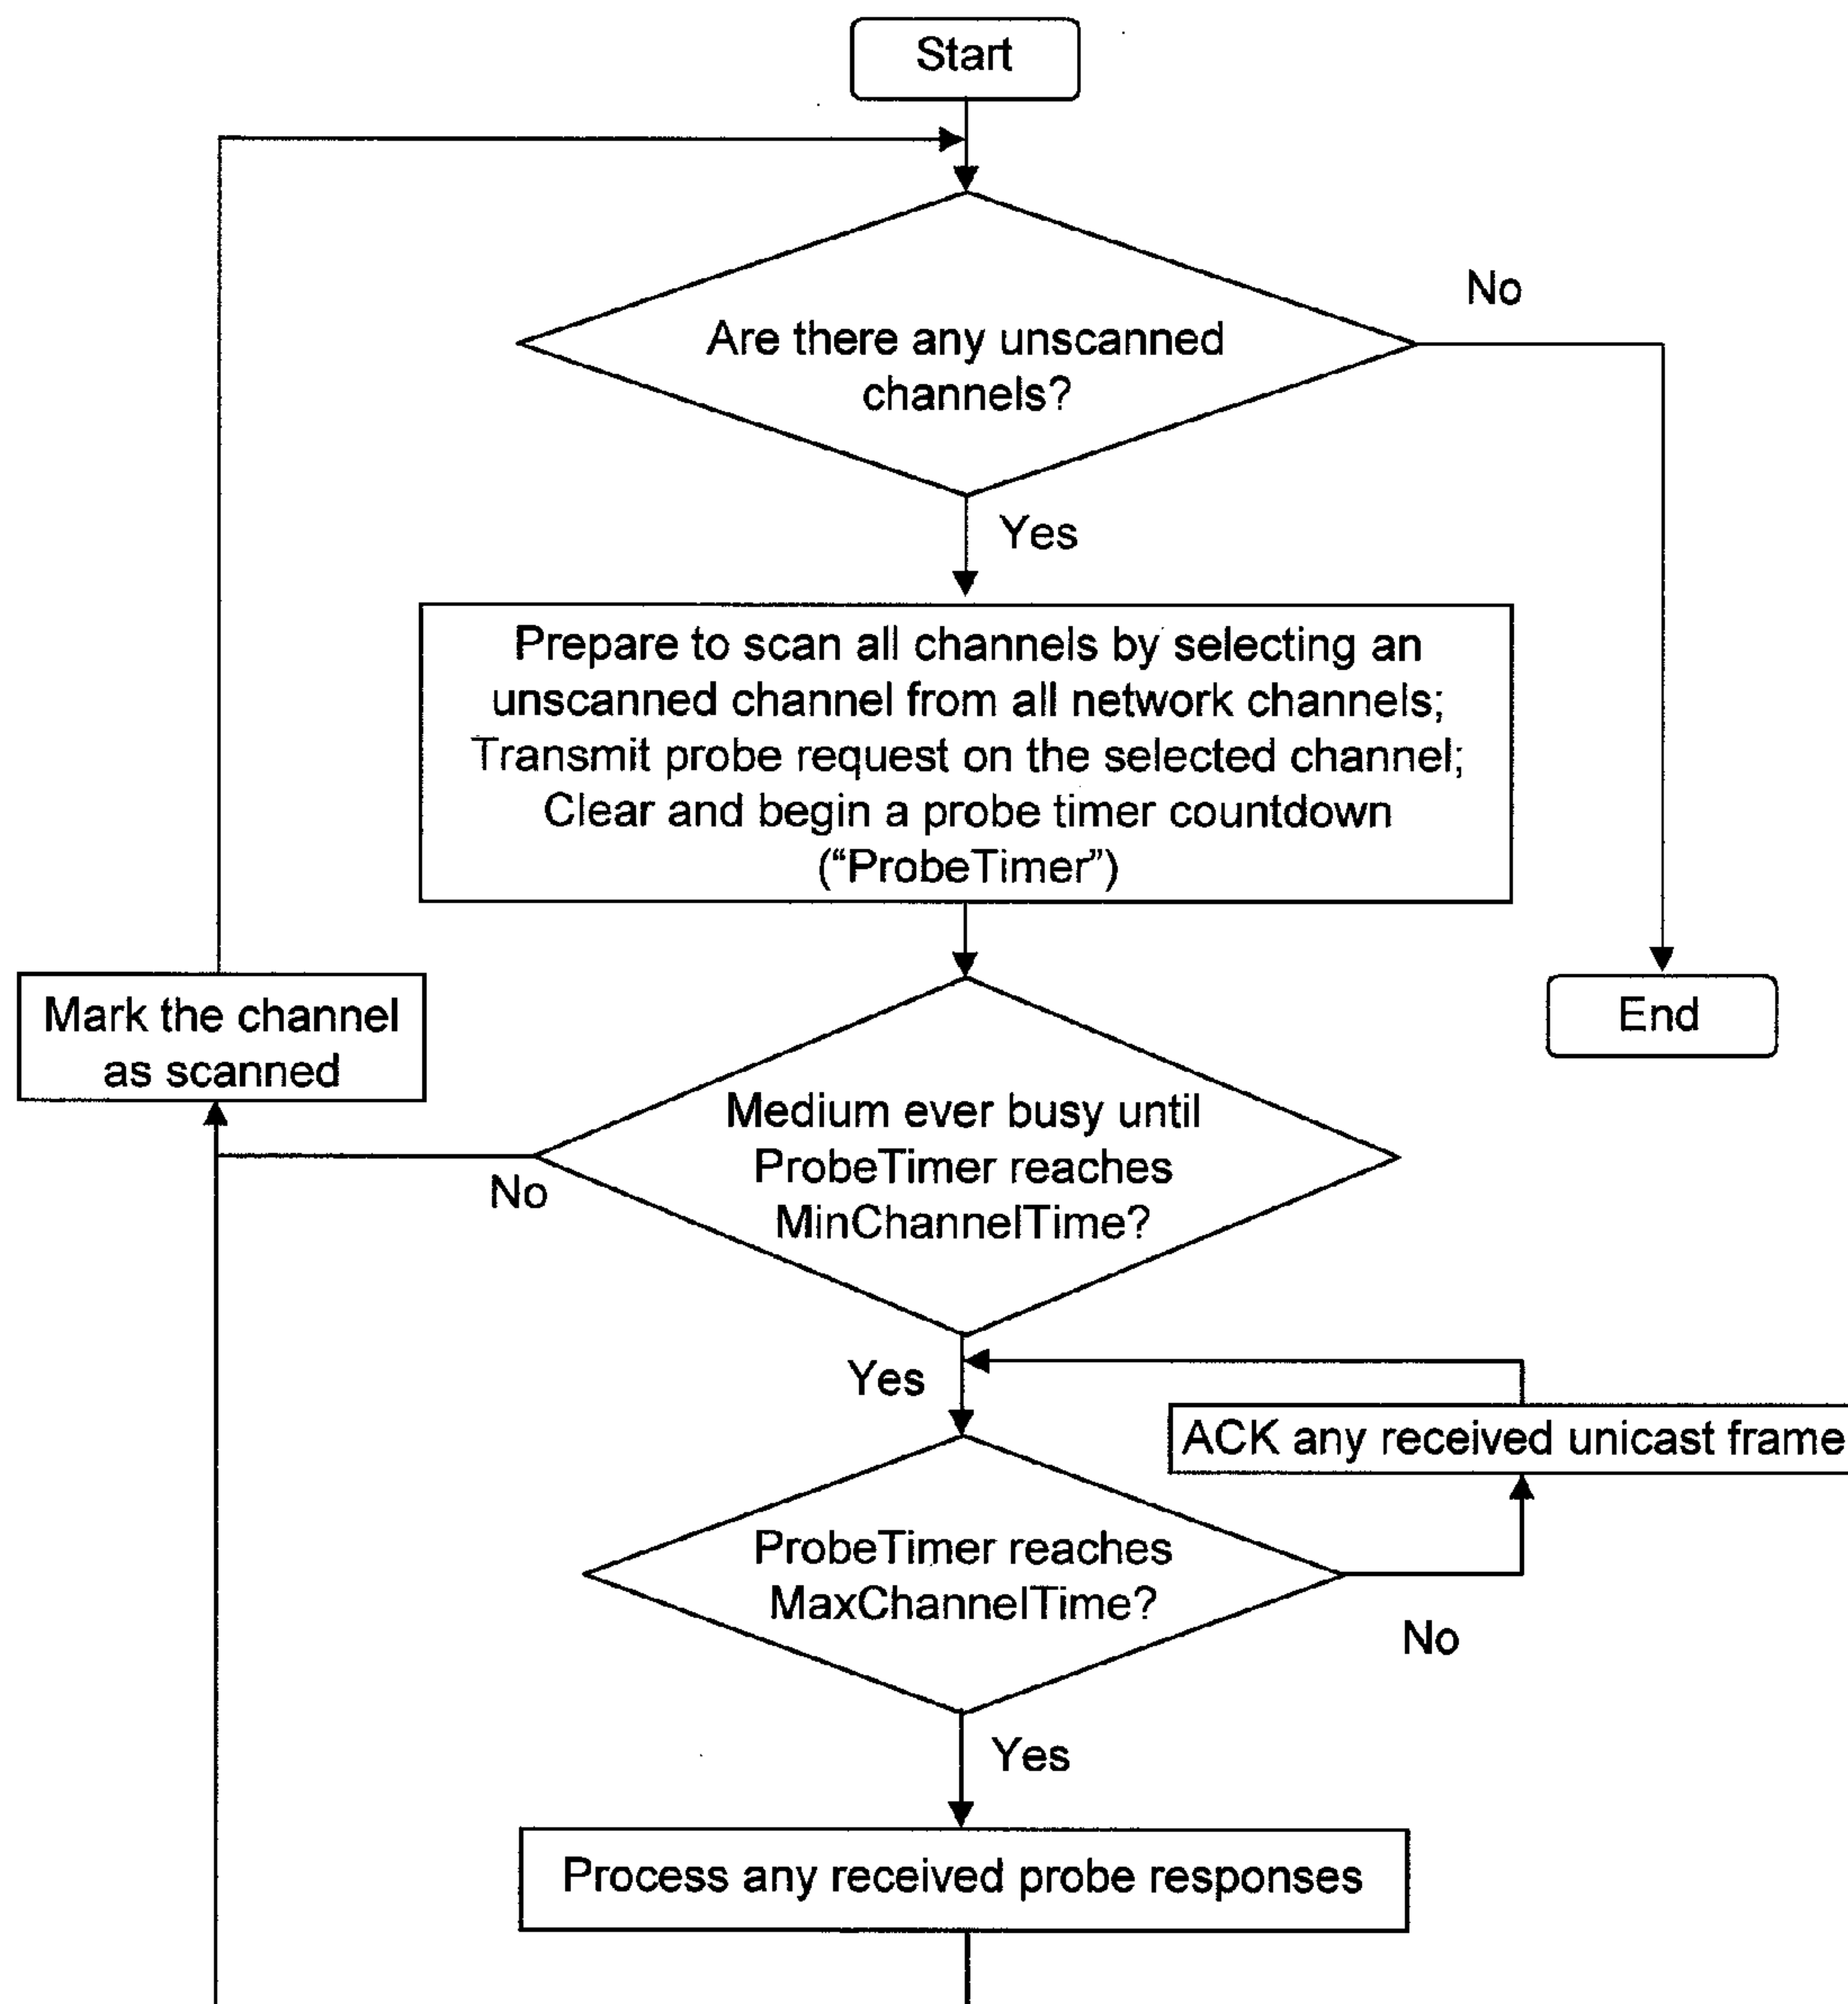 Start
No
Are there any unscanned
channels?
Yes
Prepare to scan all channels by selecting an
unscanned channel from all network channels;
Transmit probe request on the selected channel;
Clear and begin a probe timer countdown
(“ProbeTimer”)
Mark the channel
as scanned
End
Medium ever busy until
ProbeTimer reaches
MinChannelTime?
No
Yes
ACK any received unicast frame
ProbeTimer reaches
MaxChannelTime?
No
Yes
Process any received probe responses